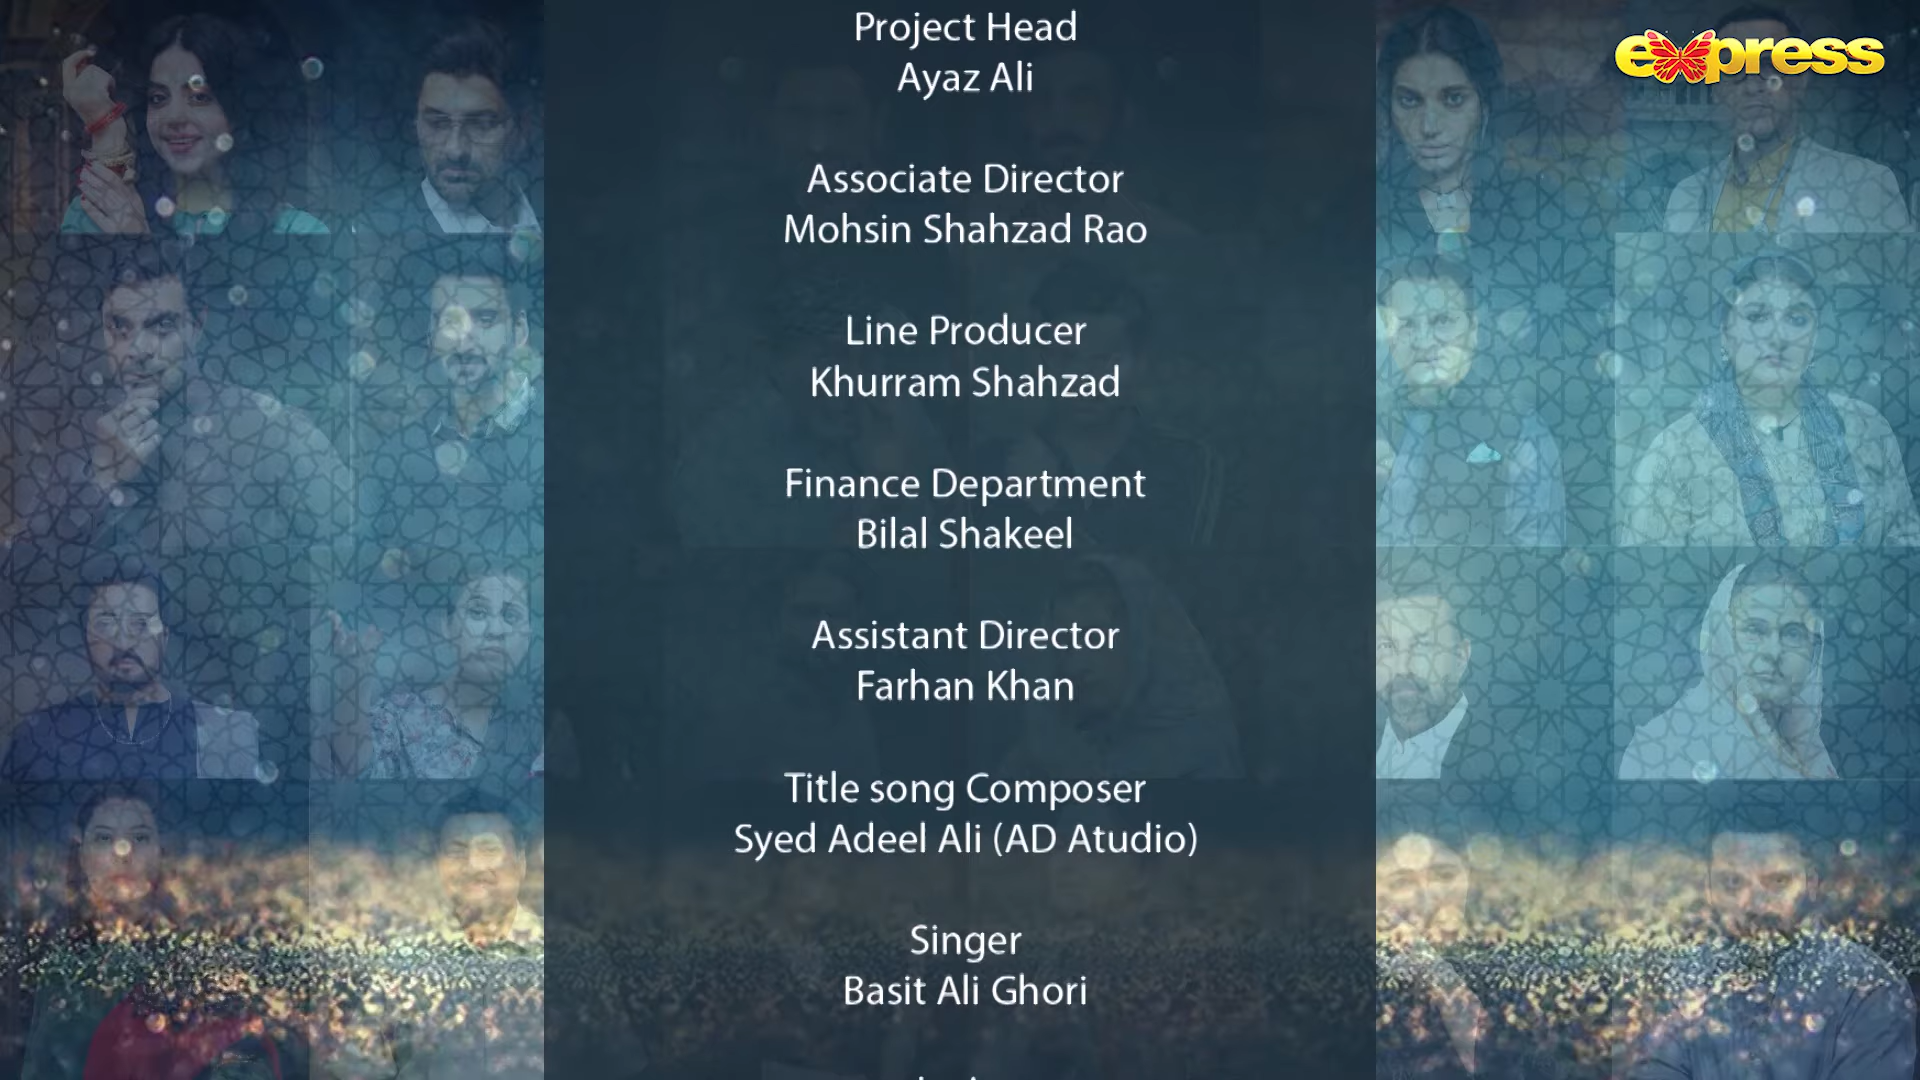 Project Head
Ayaz Ali
express
Associate Director
Mohsin Shahzad Rao
Line Producer
Khurram Shahzad
Finance Department
Bilal Shakeel
Assistant Director
Farhan Khan
Title song Composer
Syed Adeel Ali (AD Atudio)
Singer
Basit Ali Ghori